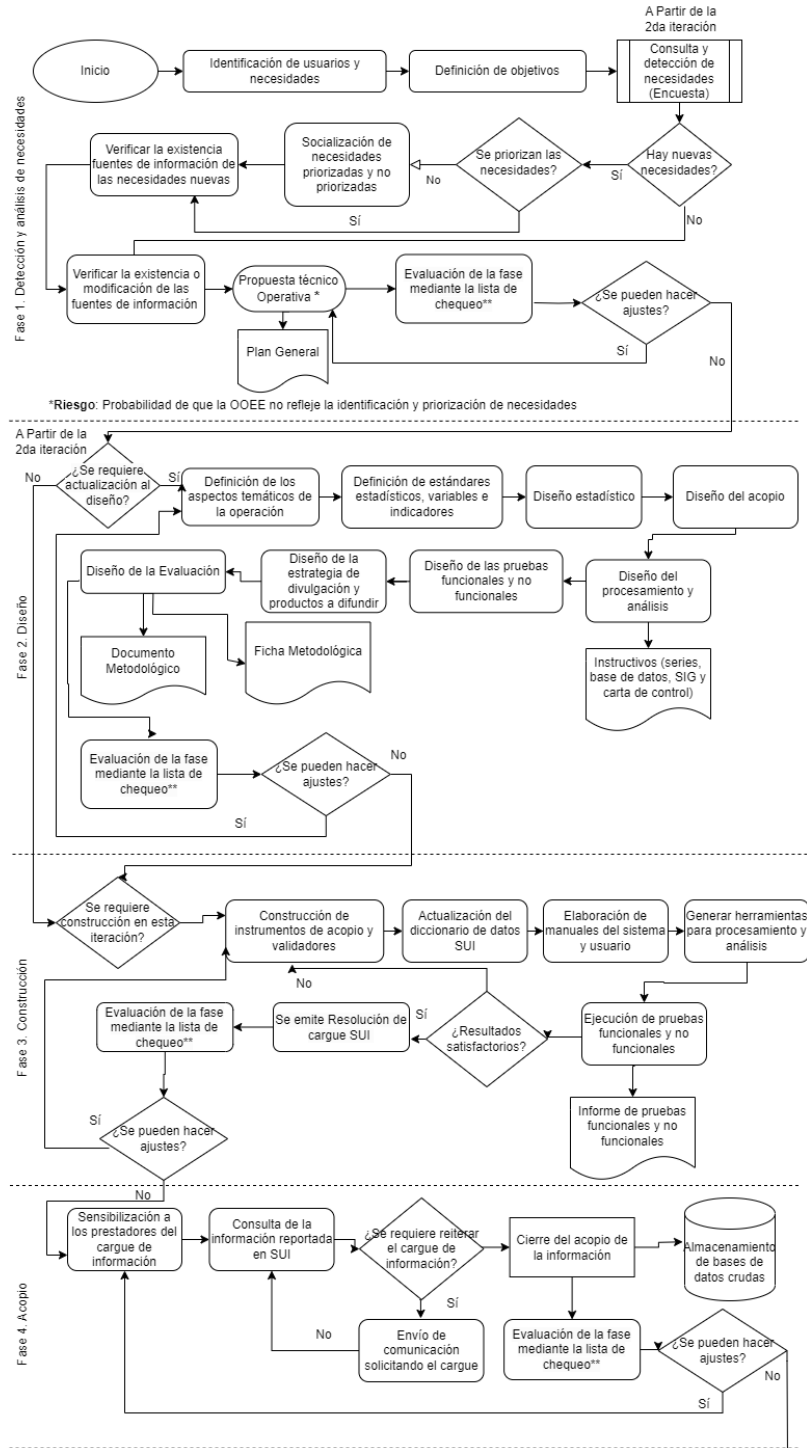 A Partir de la
2da iteración
Inicio
Identificación de usuarios y
necesidades
Definición de objetivos
Consulta y
detección de
necesidades
(Encuesta)
Fase 1. Detección y análisis de necesidades
Verificar la existencia
fuentes de información de
las necesidades nuevas
Socialización de
necesidades
priorizadas y no
priorizadas
No
Se priorizan las
necesidades?
Sí
Hay nuevas
necesidades?
Sí
No
Verificar la existencia o
modificación de las
fuentes de información
Propuesta técnico
Operativa *
Evaluación de la fase
mediante la lista de
chequeo**
¿Se pueden hacer
ajustes?
Sí
No
Plan General
*Riesgo: Probabilidad de que la OOEE no refleje la identificación y priorización de necesidades
A Partir de la
2da iteración
Fase 2. Diseño
No
¿Se requiere
actualización al
diseño?
Sí
Definición de los
aspectos temáticos de
la operación
Definición de estándares
estadísticos, variables e
indicadores
Diseño estadístico
Diseño del acopio
Diseño de la Evaluación
Diseño de la
estrategia de
divulgación y
productos a difundir
Diseño de las pruebas
funcionales y no
funcionales
Diseño del
procesamiento y
análisis
Documento
Metodológico
Ficha Metodológica
Instructivos (series,
base de datos, SIG y
carta de control)
Evaluación de la fase
mediante la lista de
chequeo**
¿Se pueden hacer
ajustes?
No
Sí
Fase 3. Construcción
Se requiere
construcción en esta
iteración?
Construcción de
instrumentos de acopio y
validadores
Actualización del
diccionario de datos
SUI
Elaboración de
manuales del sistema
y usuario
Generar herramientas
para procesamiento y
análisis
No
Evaluación de la fase
mediante la lista de
chequeo**
Se emite Resolución de
cargue SUI
Sí
¿Resultados
satisfactorios?
Ejecución de pruebas
funcionales y no
funcionales
Informe de pruebas
funcionales y no
funcionales
Sí
¿Se pueden hacer
ajustes?
No
Fase 4. Acopio
Sensibilización a
los prestadores del
cargue de
información
Consulta de la
información reportada
en SUI
¿Se requiere reiterar
el cargue de
información?
Cierre del acopio de
la información
Almacenamiento
de bases de
datos crudas
Sí
No
Envío de
comunicación
solicitando el cargue
Evaluación de la fase
mediante la lista de
chequeo**
¿Se pueden hacer
ajustes?
No
Sí